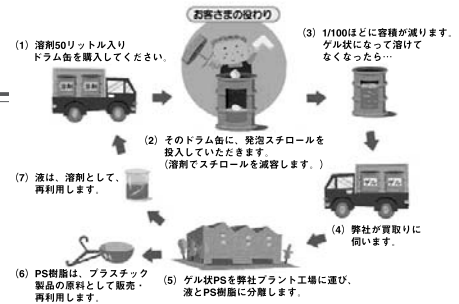 お客さまの役わり
(1) 溶剤50リットル入り
ドラム缶を購入してください。
(2) そのドラム缶に、発泡スチロールを
投入していただきます。
(溶剤でスチロールを減容します。)
(3) 1/100ほどに容積が減ります。
ゲル状になって溶けて
なくなったら…
(4) 弊社が買取りに
伺います。
(5) ゲル状PSを弊社プラント工場に運び、
液とPS樹脂に分離します。
(6) PS樹脂は、プラスチック
製品の原料として販売・
再利用します。
(7) 液は、溶剤として、
再利用します。